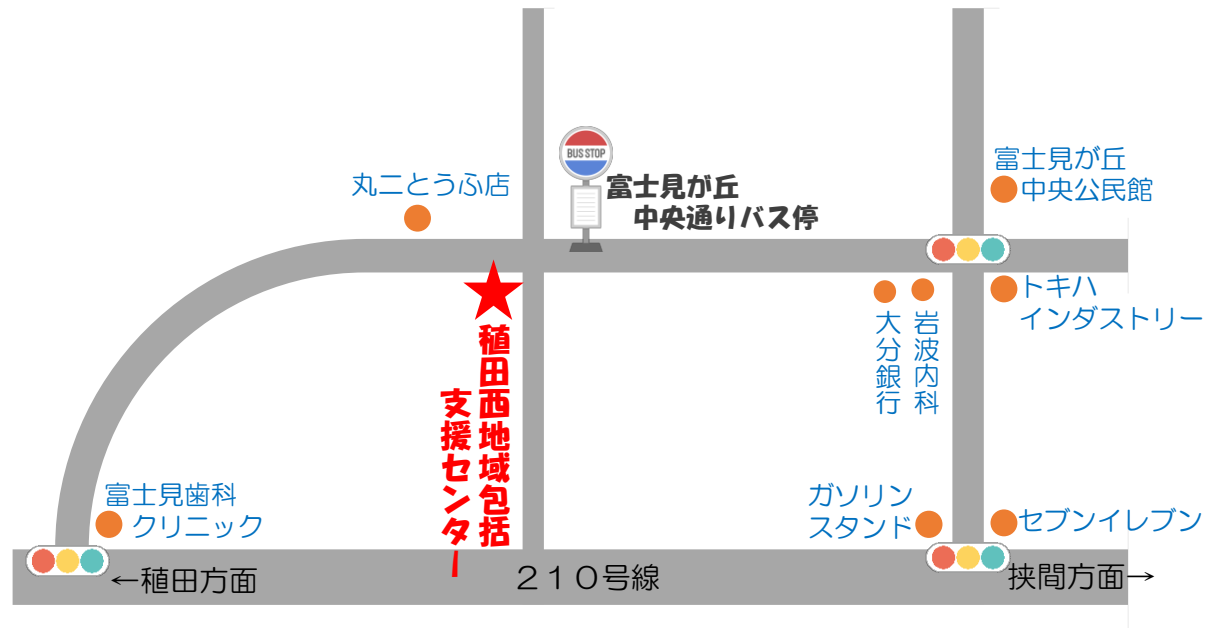 BUS STOP
富士見が丘
中央通りバス停
丸二とうふ店
富士見が丘
中央公民館
トキハ
インダストリー
岩波内科
大分銀行
稙田西地域包括
支援センター
富士見歯科
クリニック
ガソリン
スタンド
セブンイレブン
←稙田方面
210号線
挾間方面→